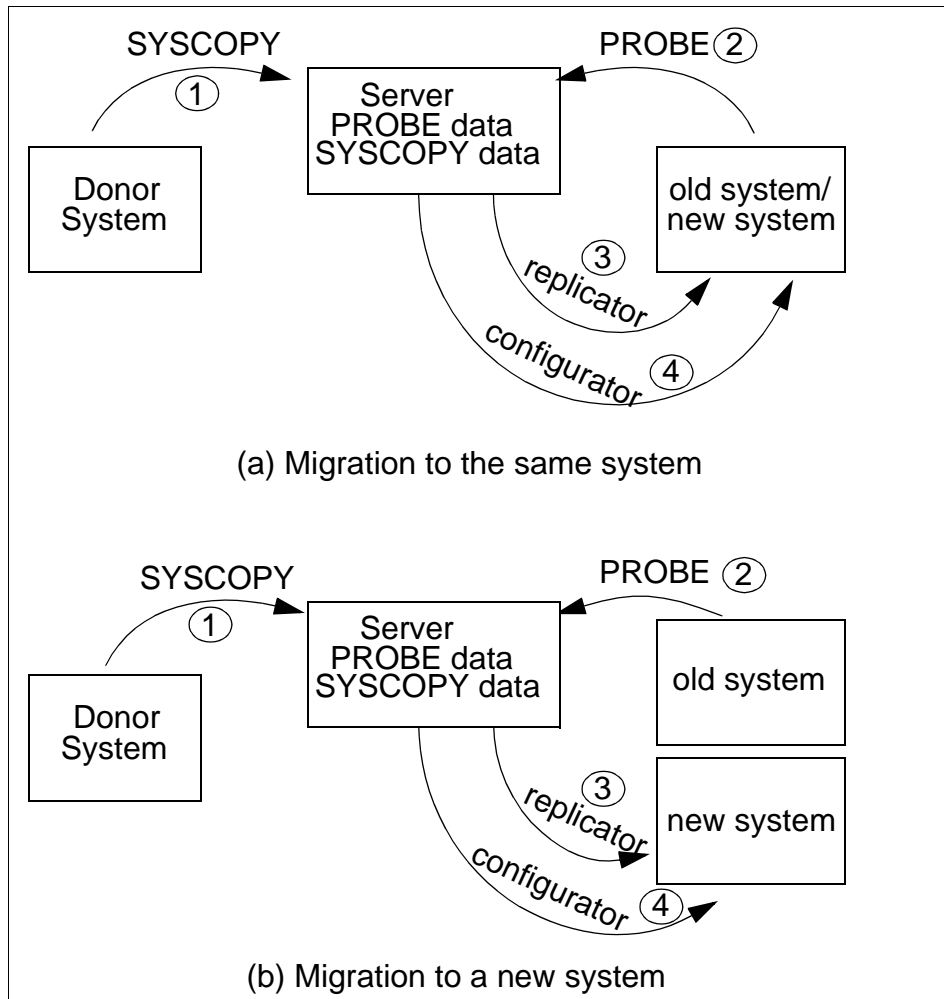 SYSCOPY
1
PROBE 2
Server
PROBE data
SYSCOPY data
Donor
System
old system/
new system
3
replicator
configurator
4
(a) Migration to the same system
SYSCOPY
1
PROBE 2
Server
PROBE data
SYSCOPY data
Donor
System
old system
new system
3
replicator
configurator
4
(b) Migration to a new system